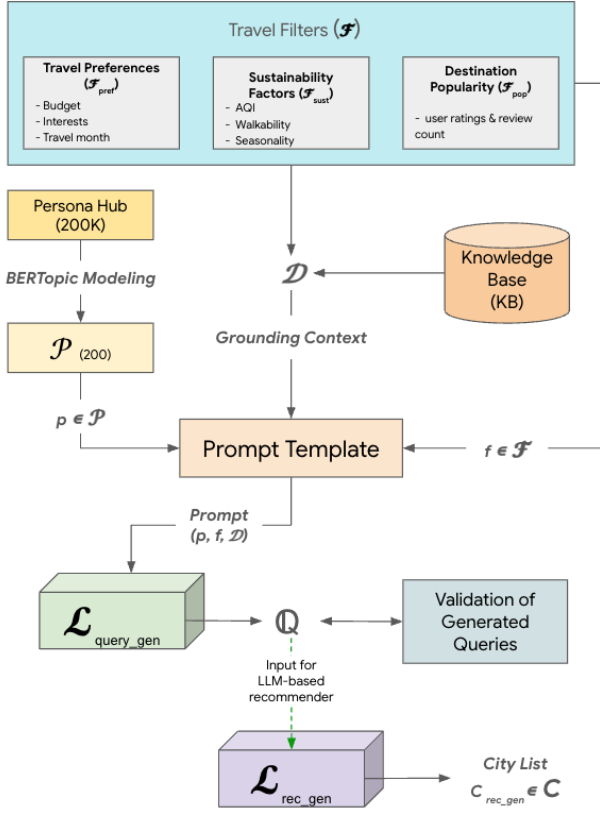 Travel Filters (𝓕)
Travel Preferences
(𝓕pref)
- Budget
- Interests
- Travel month
Sustainability
Factors (𝓕sust)
- AQI
- Walkability
- Seasonality
Destination
Popularity (𝓕pop)
- user ratings & review
count
Persona Hub
(200K)
BERTopic Modeling
𝒫 (200)
p ∈ 𝒫
𝒟
Knowledge
Base
(KB)
Grounding Context
Prompt Template
f ∈ 𝓕
Prompt
(p, f, 𝒟)
𝓛query_gen
ℚ
Validation of
Generated
Queries
Input for
LLM-based
recommender
𝓛rec_gen
City List
C rec_gen ∈ C